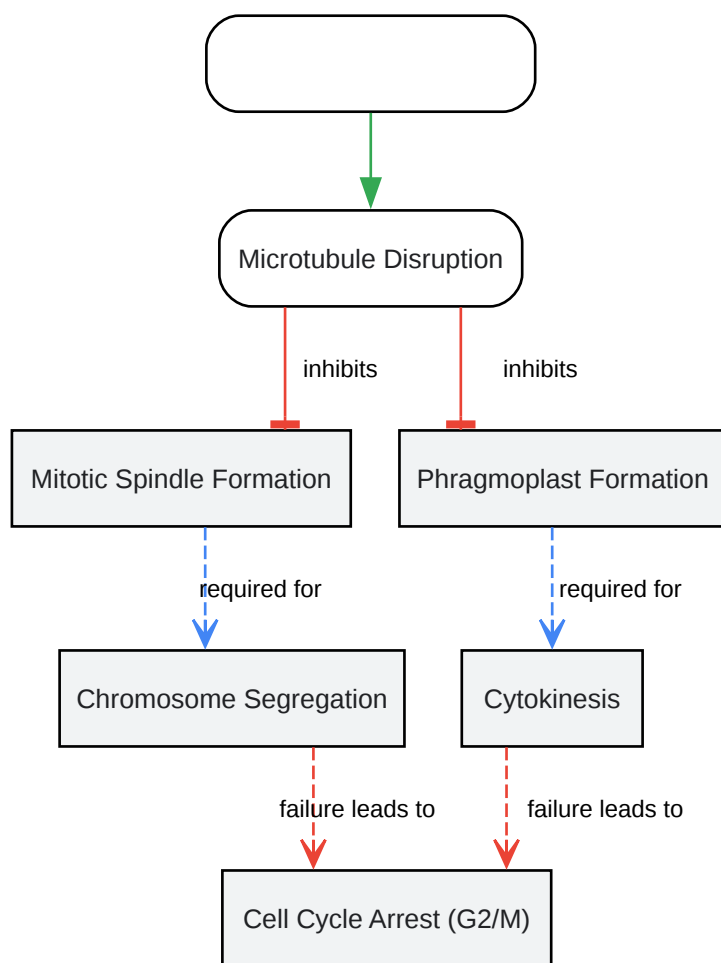 Microtubule Disruption
inhibits
inhibits
Mitotic Spindle Formation
Phragmoplast Formation
required for
required for
Chromosome Segregation
Cytokinesis
failure leads to
failure leads to
Cell Cycle Arrest (G2/M)